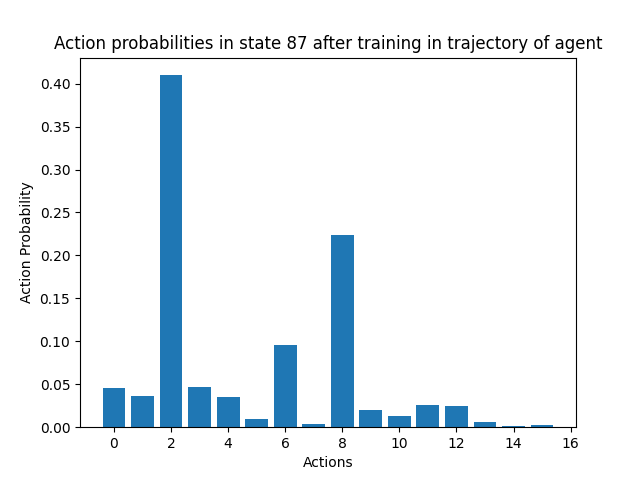 Action probabilities in state 87 after training in trajectory of agent
0.40
0.35
0.30
0.25
0.20
0.15
0.10
0.05
0.00
Action Probability
0 2 4 6 8 10 12 14 16
Actions